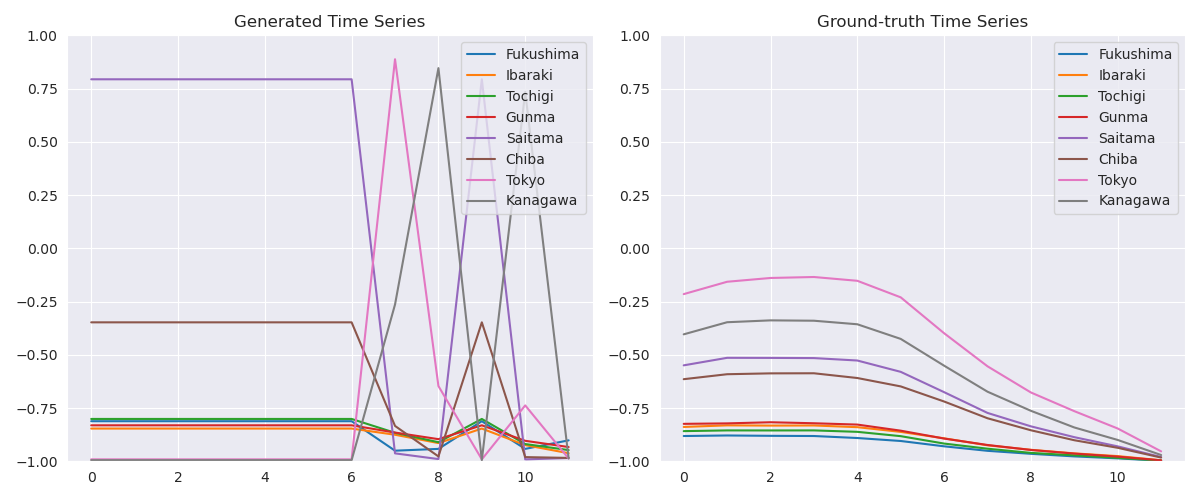 Generated Time Series
1.00
0.75
0.50
0.25
0.00
−0.25
−0.50
−0.75
−1.00
0 2 4 6 8 10
Fukushima
Ibaraki
Tochigi
Gunma
Saitama
Chiba
Tokyo
Kanagawa
Ground-truth Time Series
1.00
0.75
0.50
0.25
0.00
−0.25
−0.50
−0.75
−1.00
0 2 4 6 8 10
Fukushima
Ibaraki
Tochigi
Gunma
Saitama
Chiba
Tokyo
Kanagawa